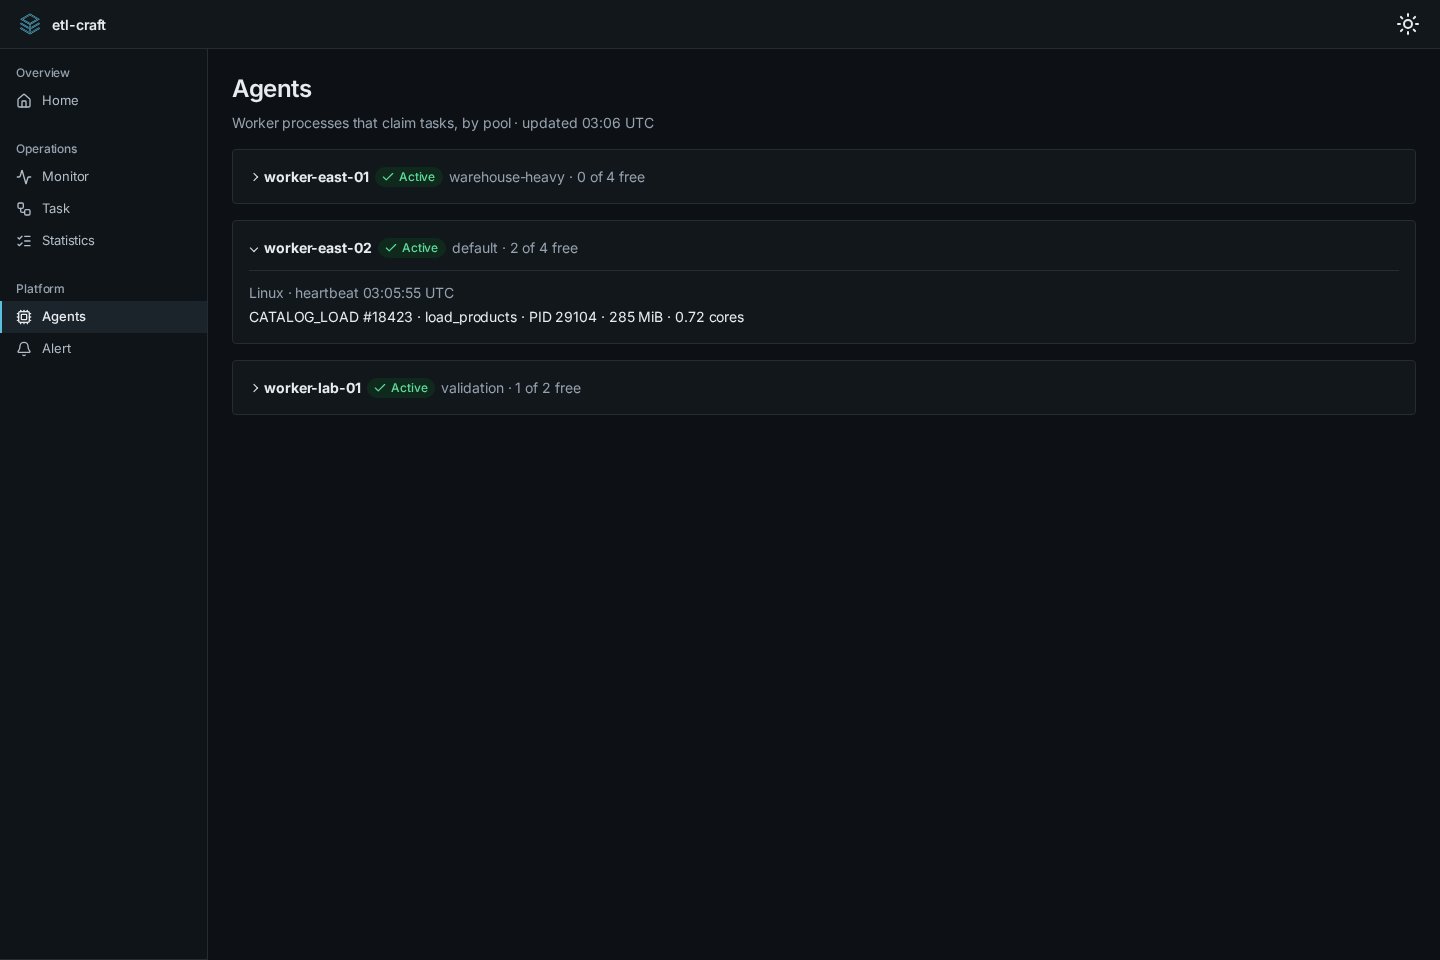 etl-craft
Overview
Home
Operations
Monitor
Task
Statistics
Platform
Agents
Alert
Agents
Worker processes that claim tasks, by pool · updated 03:06 UTC
worker-east-01 Active warehouse-heavy · 0 of 4 free
worker-east-02 Active default · 2 of 4 free
Linux · heartbeat 03:05:55 UTC
CATALOG_LOAD #18423 · load_products · PID 29104 · 285 MiB · 0.72 cores
worker-lab-01 Active validation · 1 of 2 free